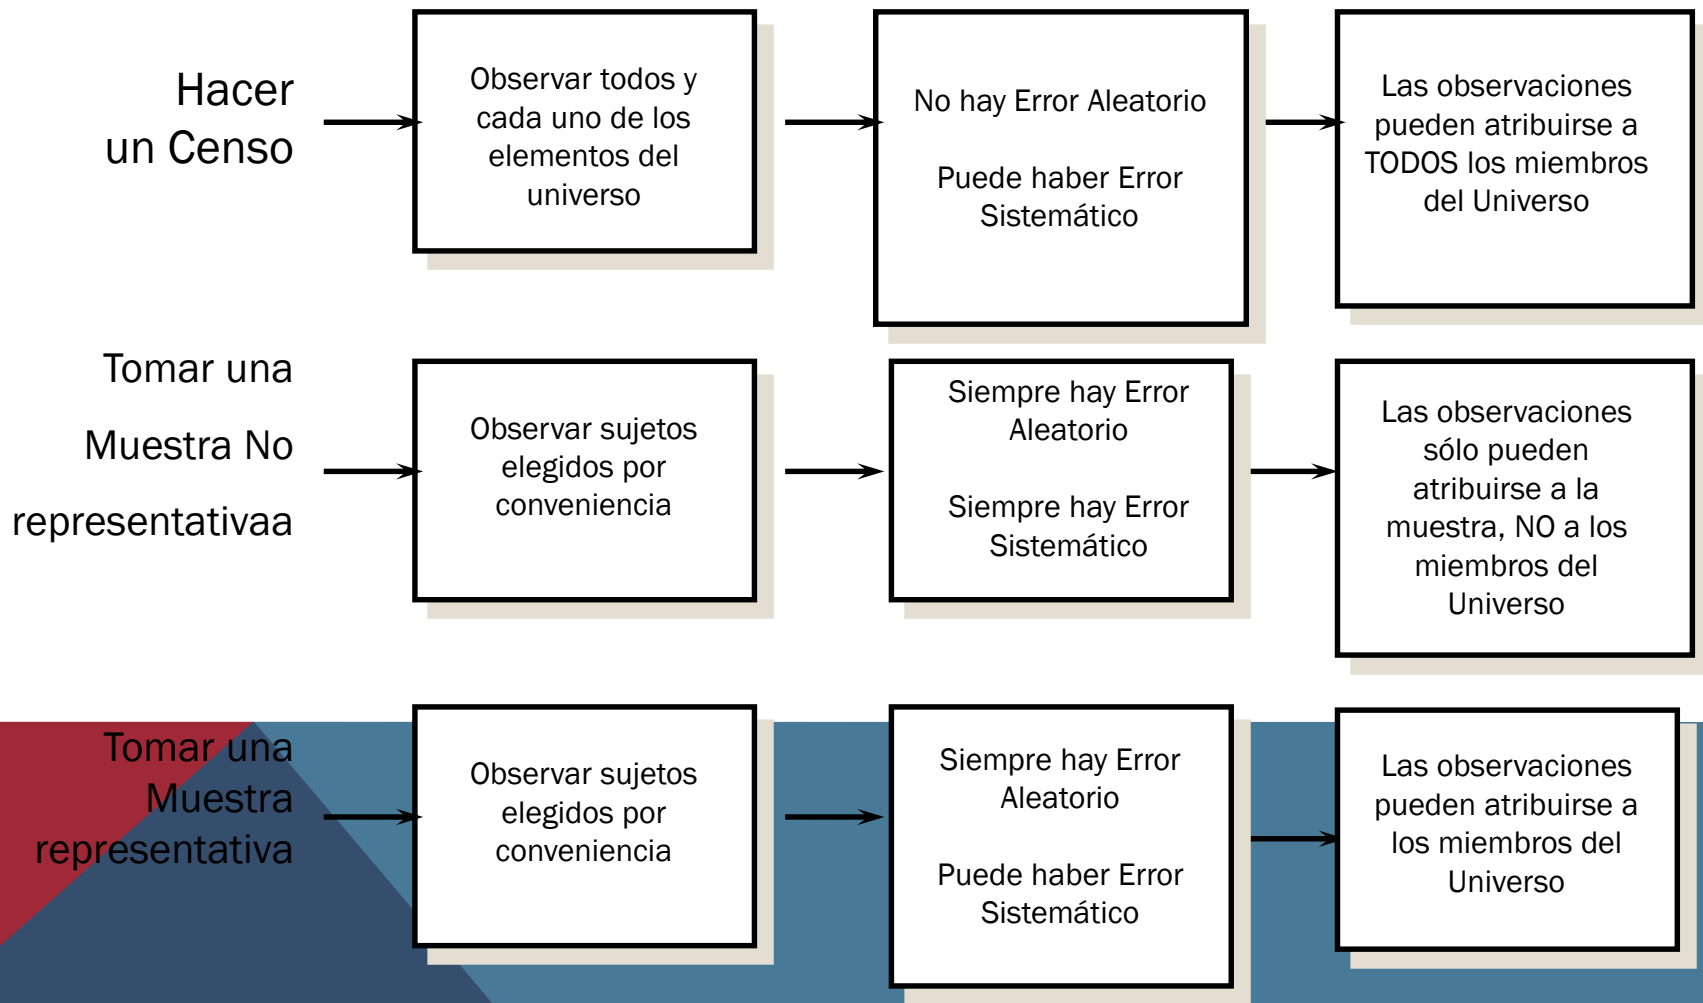 Hacer
un Censo
Observar todos y
cada uno de los
elementos del
universo
No hay Error Aleatorio
Puede haber Error
Sistemático
Las observaciones
pueden atribuirse a
TODOS los miembros
del Universo
Tomar una
Muestra No
representativaa
Observar sujetos
elegidos por
conveniencia
Siempre hay Error
Aleatorio
Siempre hay Error
Sistemático
Las observaciones
sólo pueden
atribuirse a la
muestra, NO a los
miembros del
Universo
Tomar una
Muestra
representativa
Observar sujetos
elegidos por
conveniencia
Siempre hay Error
Aleatorio
Puede haber Error
Sistemático
Las observaciones
pueden atribuirse a
los miembros del
Universo